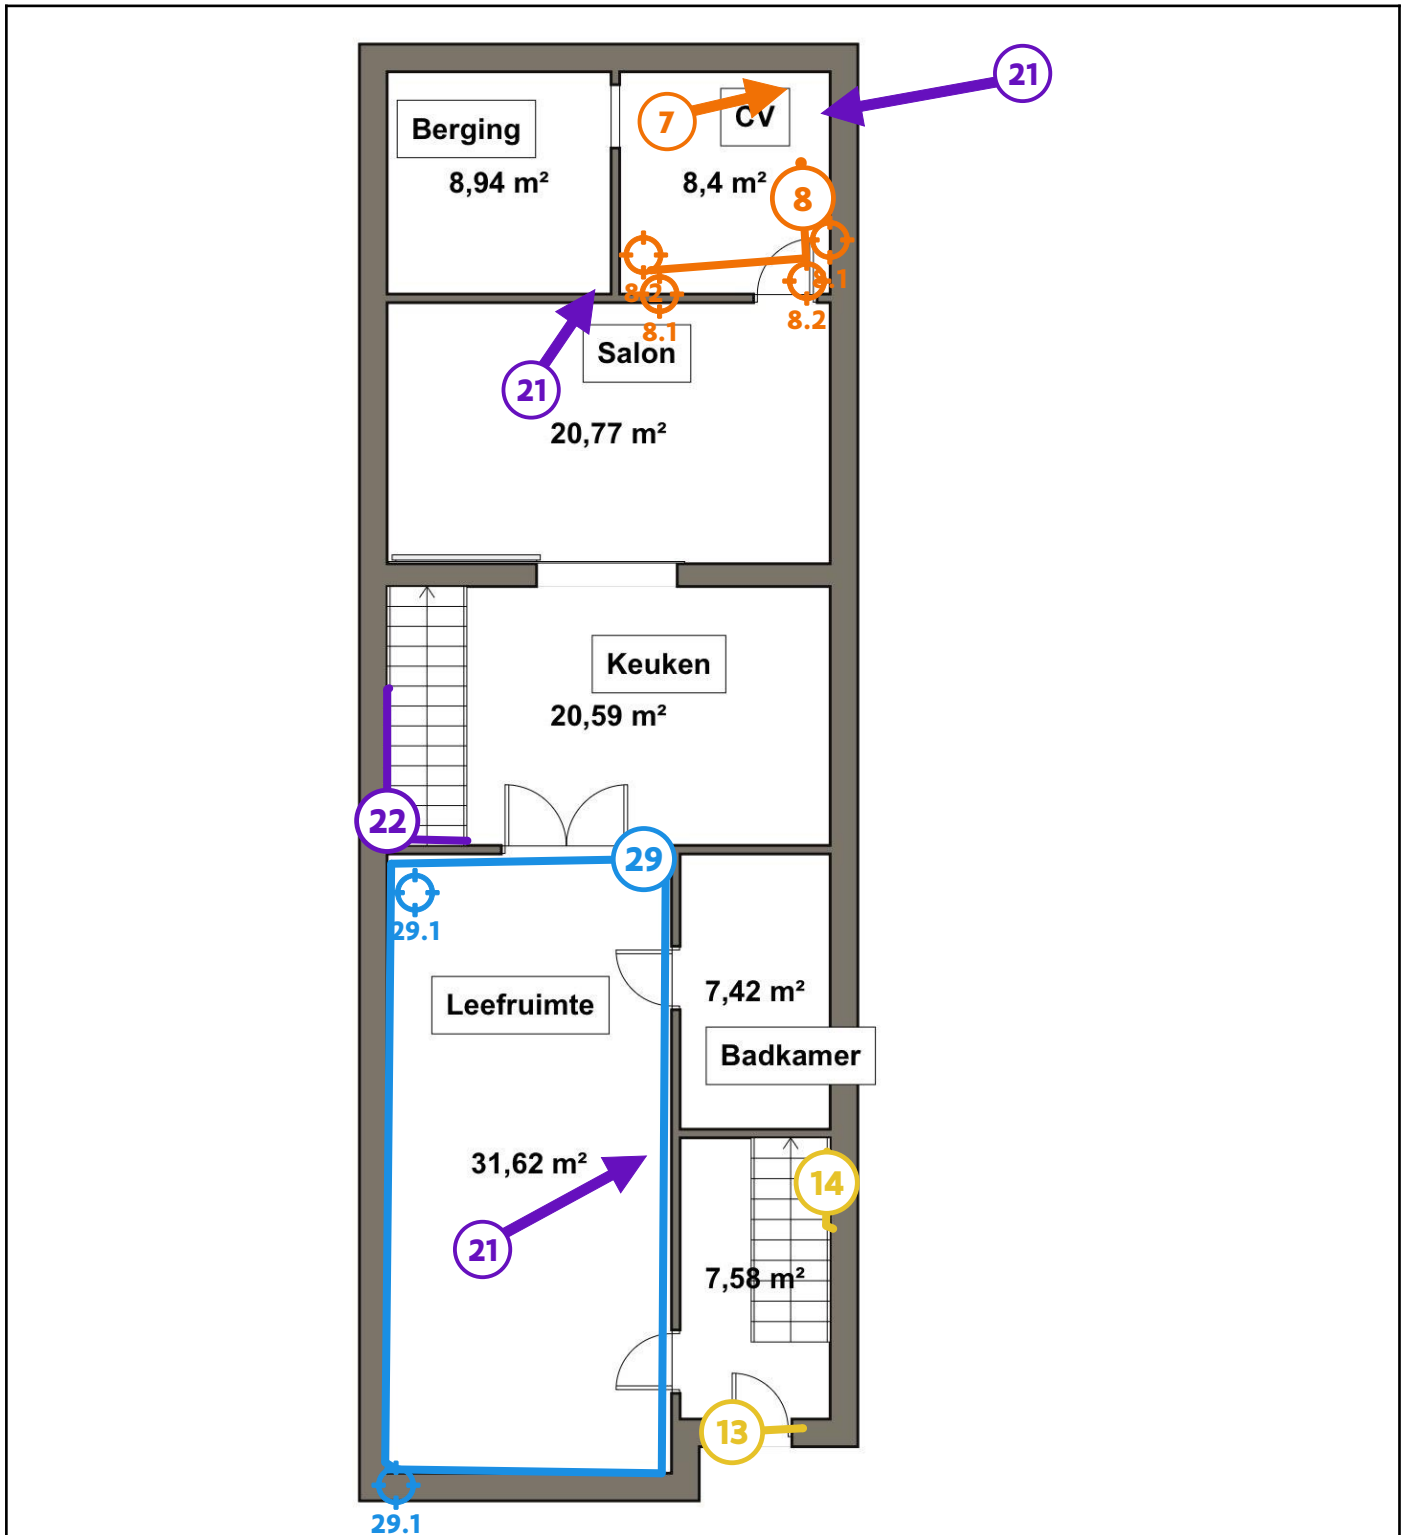 21
7
CV
Berging
8,94 m²
8,4 m²
8
8.2
8.1
8.1
8.2
Salon
21
20,77 m²
Keuken
20,59 m²
22
29
29.1
Leefruimte
7,42 m²
Badkamer
31,62 m²
14
21
7,58 m²
13
29.1